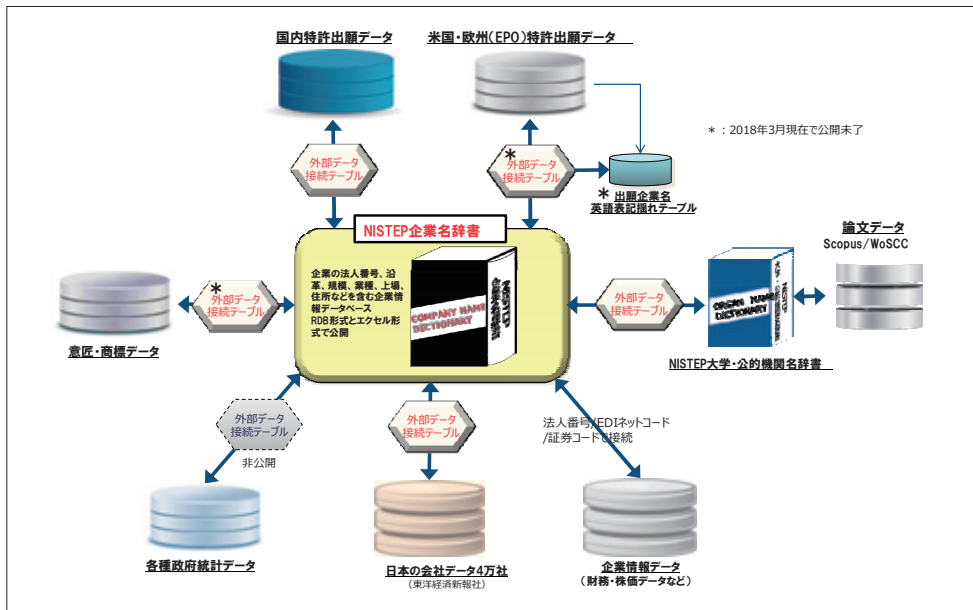 国内特許出願データ
米国・欧州(EPO)特許出願データ
*：2018年3月現在で公開未了
外部データ
接続テーブル
*
外部データ
接続テーブル
* 出願企業名
英語表記揺れテーブル
NISTEP企業名辞書
企業の法人番号、沿
革、規模、業種、上場、
住所などを含む企業情
報データベース
RDB形式とエクセル形
式で公開
COMPANY NAME
DICTIONARY
NISTEP
企業名辞書
論文データ
Scopus/WoSCC
*
外部データ
接続テーブル
意匠・商標データ
外部データ
接続テーブル
ORGAN NAME
DICTIONARY
NISTEP
NISTEP大学・公的機関名辞書
外部データ
接続テーブル
非公開
外部データ
接続テーブル
法人番号/EDIネットコード
/証券コードで接続
各種政府統計データ
日本の会社データ4万社
(東洋経済新報社)
企業情報データ
(財務・株価データなど)